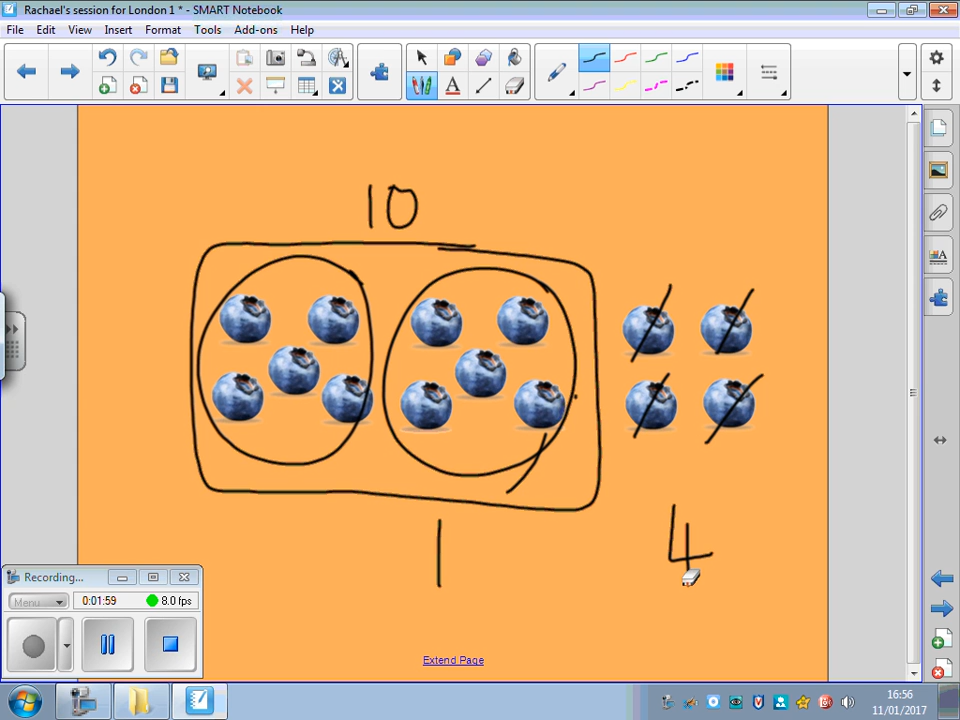 Rachael's session for London 1 * - SMART Notebook
File Edit View Insert Format Tools Add-ons Help
10
1 4
Recording...
Menu 0:01:59 8.0 fps
Extend Page
16:56
11/01/2017